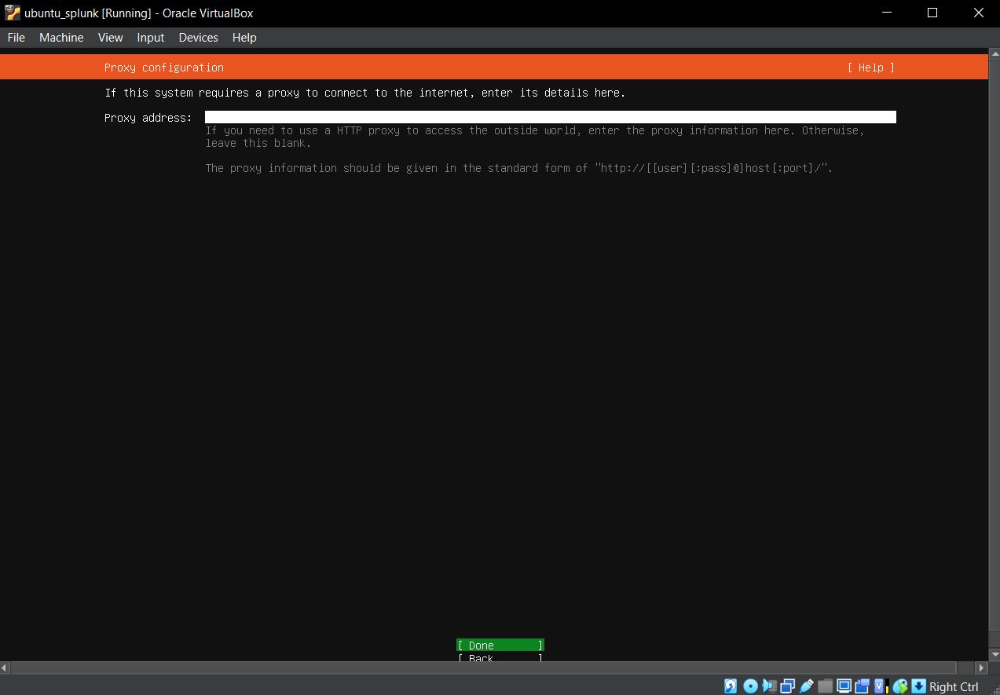 ubuntu_splunk [Running] - Oracle VirtualBox
File Machine View Input Devices Help
Proxy configuration [ Help ]
If this system requires a proxy to connect to the internet, enter its details here.
Proxy address:
If you need to use a HTTP proxy to access the outside world, enter the proxy information here. Otherwise,
leave this blank.
The proxy information should be given in the standard form of "http://[[user][:pass]@]host[:port]/".
[ Done ]
[ Back ]
Right Ctrl